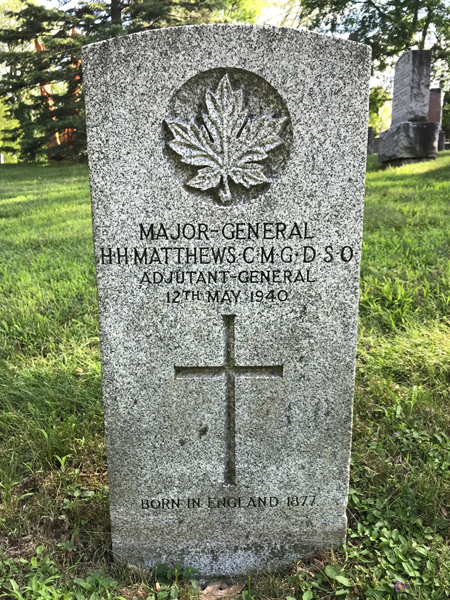 MAJOR-GENERAL
H·H·MATTHEWS·C·M·G·D·S·O
ADJUTANT-GENERAL
12TH MAY 1940
BORN IN ENGLAND 1877